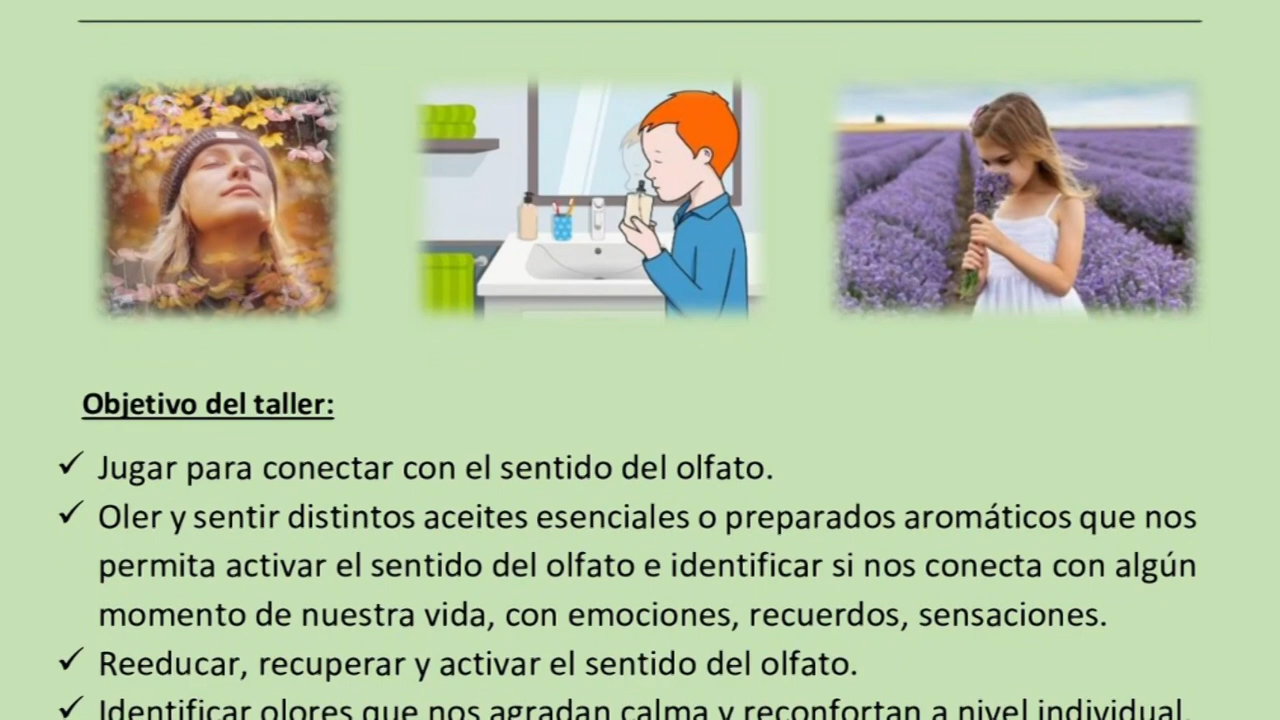 Objetivo del taller:
✓ Jugar para conectar con el sentido del olfato.
✓ Oler y sentir distintos aceites esenciales o preparados aromáticos que nos
permita activar el sentido del olfato e identificar si nos conecta con algún
momento de nuestra vida, con emociones, recuerdos, sensaciones.
✓ Reeducar, recuperar y activar el sentido del olfato.
✓ Identificar olores que nos agradan calma y reconfortan a nivel individual.